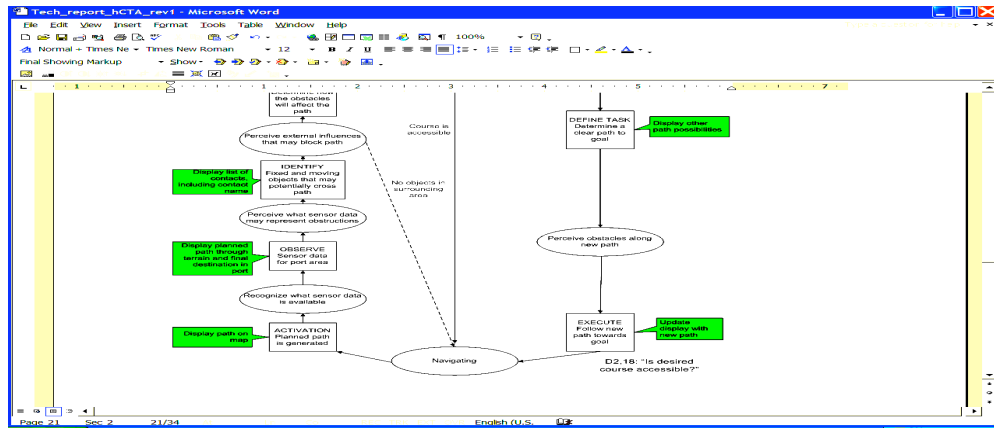 Tech_report_hCTA_rev1 - Microsoft Word
File Edit View Insert Format Tools Table Window Help
100%
Normal + Times Ne
Times New Roman
12
B I U
Final Showing Markup
Show
1 1 2 3 4 5 7
the obstacles
will affect the
path
Perceive external influences
that may block path
Display list of
contacts,
including contact
name
IDENTIFY
Fixed and moving
objects that may
potentially cross
path
Perceive what sensor data
may represent obstructions
Display planned
path through
terrain and final
destination in
port
OBSERVE
Sensor data
for port area
Recognize what sensor data
is available
Display path on
map
ACTIVATION
Planned path
is generated
Course is
accessible
No objects in
surrounding
area
Navigating
DEFINE TASK
Determine a
clear path to
goal
Display other
path possibilities
Perceive obstacles along
new path
EXECUTE
Follow new
path towards
goal
Update
display with
new path
D2.18: "Is desired
course accessible?"
Page 21 Sec 2 21/34 English (U.S.